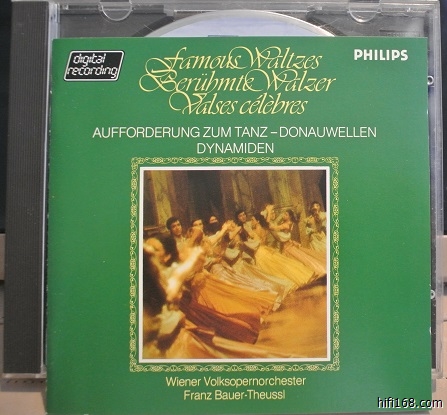 digital
recording
PHILIPS
Famous Waltzes
Berühmte Walzer
Valses célèbres
AUFFORDERUNG ZUM TANZ – DONAUWELLEN
DYNAMIDEN
Wiener Volksopernorchester
Franz Bauer-Theussl
hifi168.com